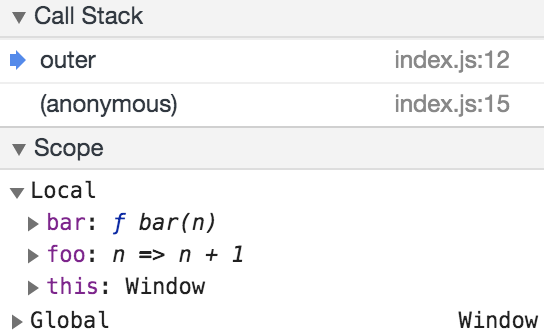 Call Stack
outer index.js:12
(anonymous) index.js:15
Scope
Local
bar: ƒ bar(n)
foo: n => n + 1
this: Window
Global Window